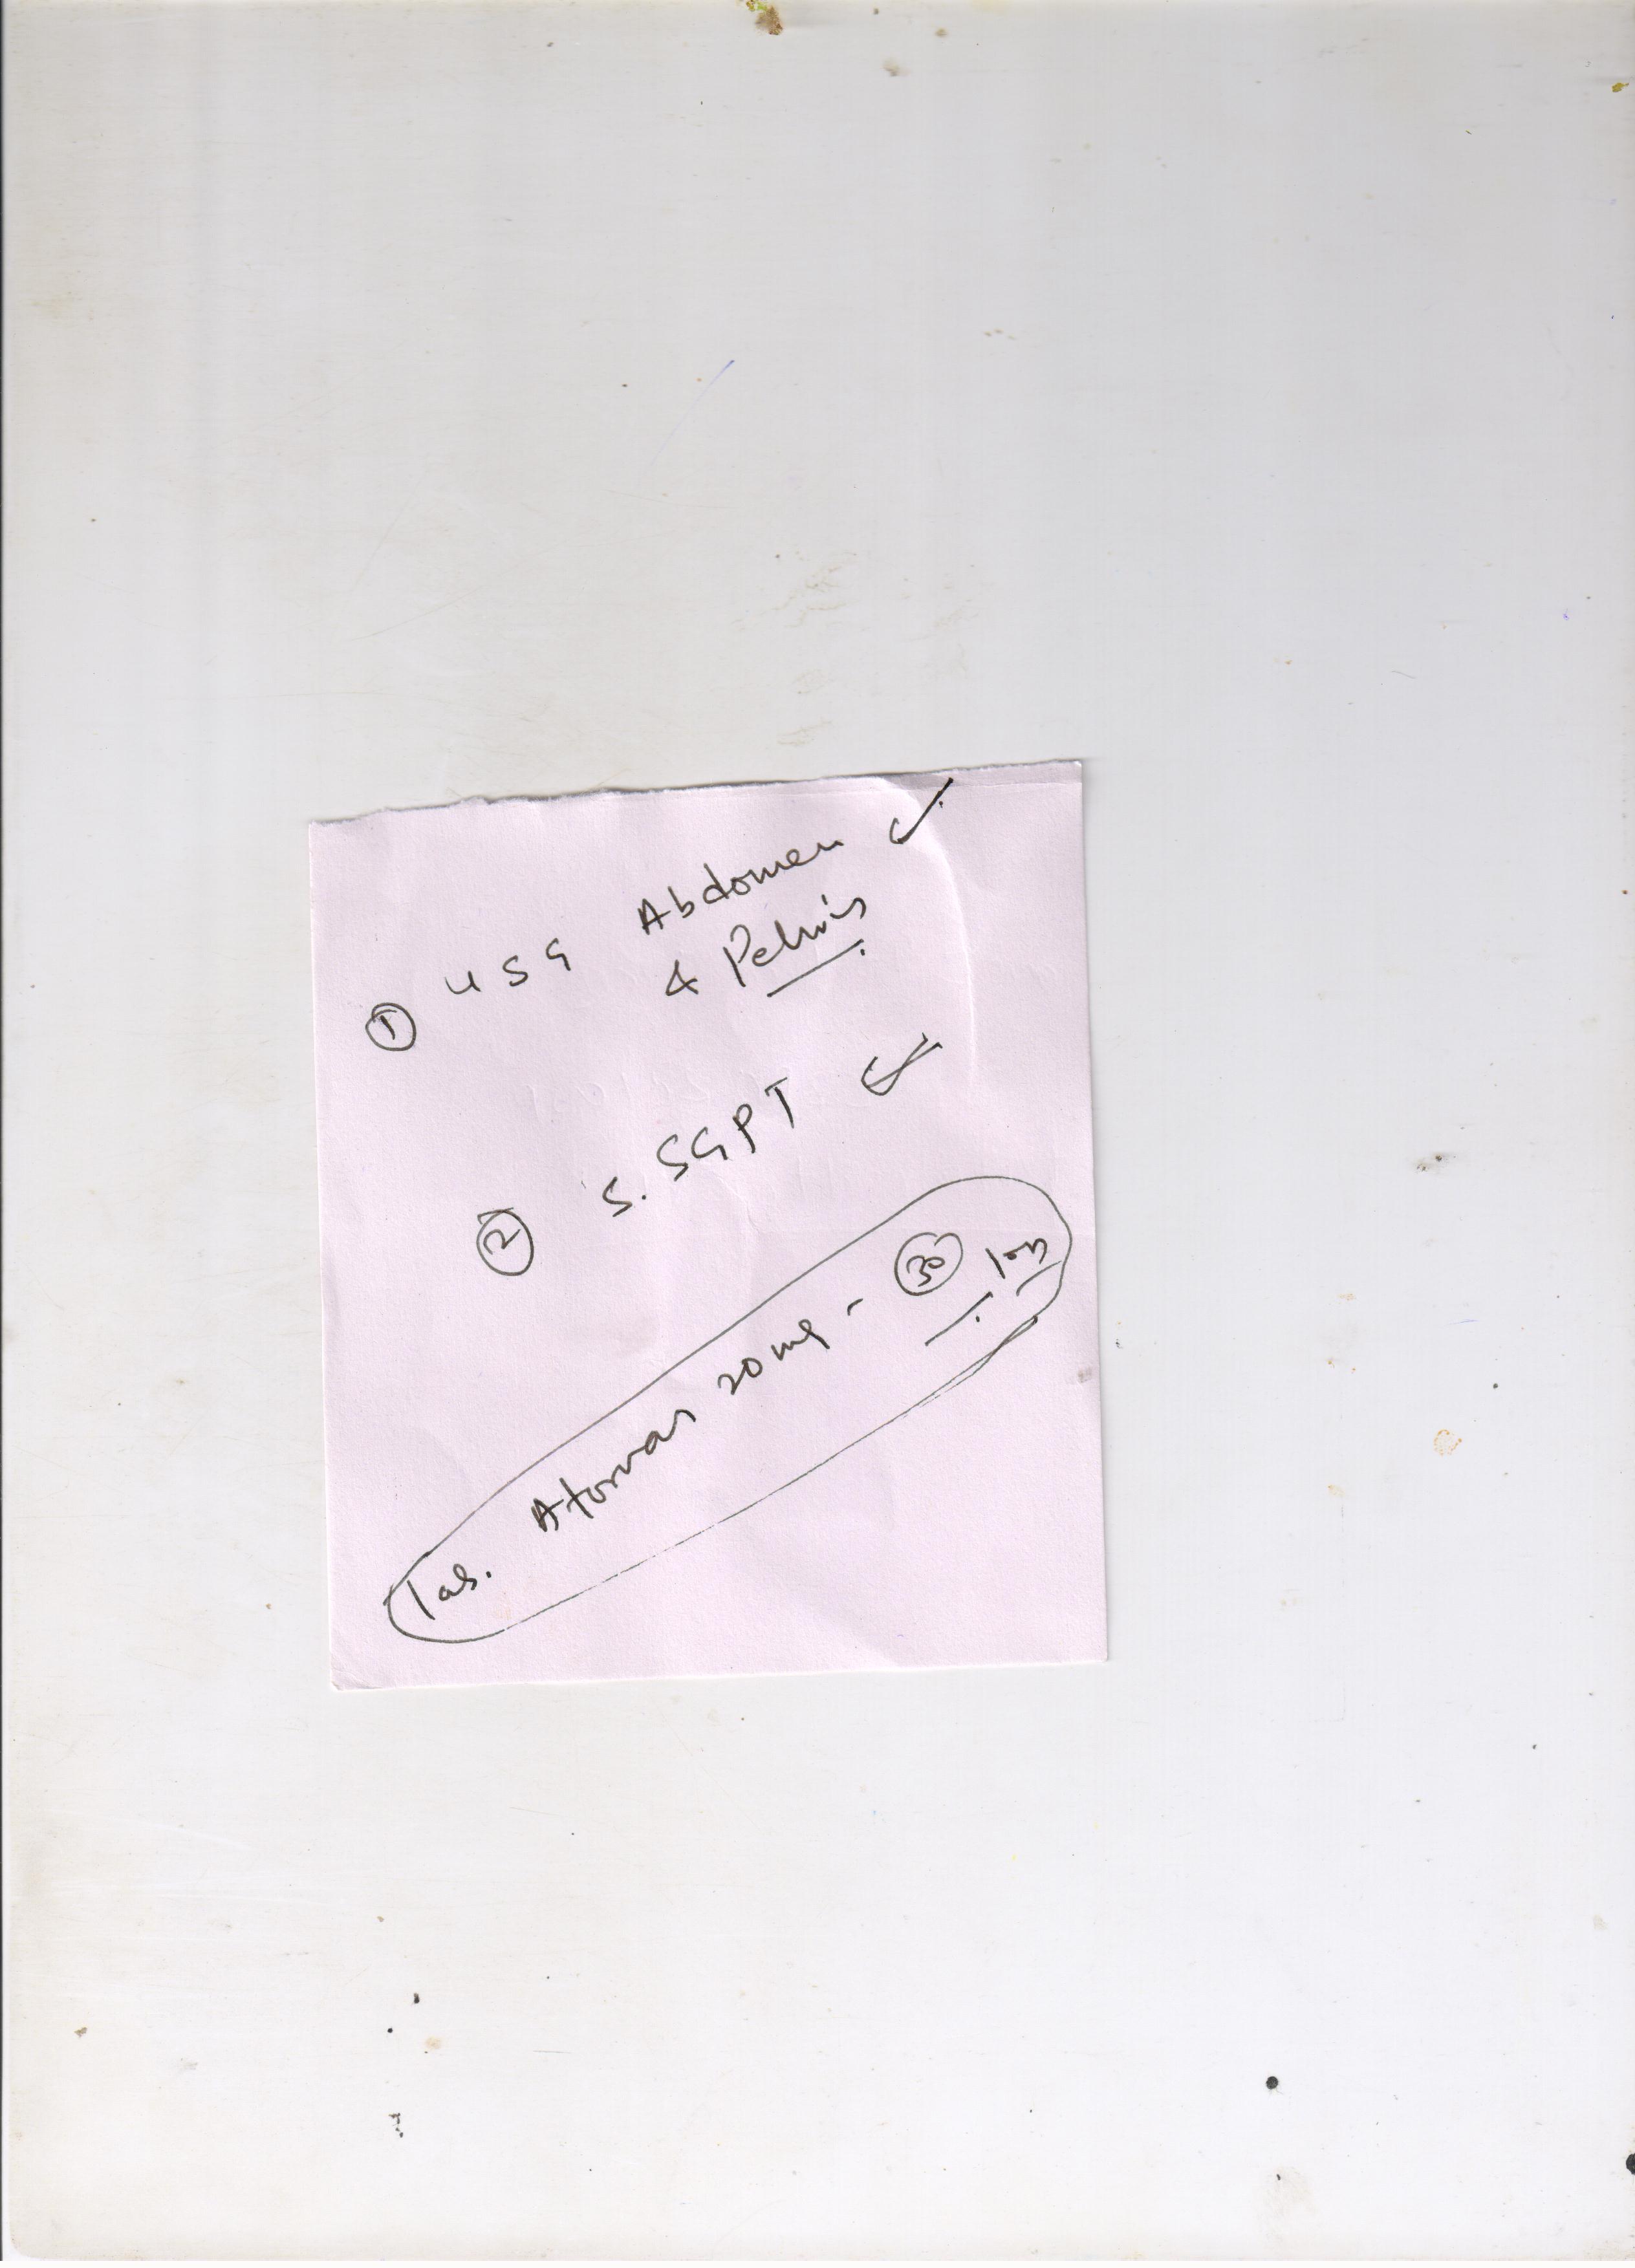 ① USG Abdomen ✓
& Pelvis
② S. SGPT ✓
Tab. Atorvas 20mg - ㉚